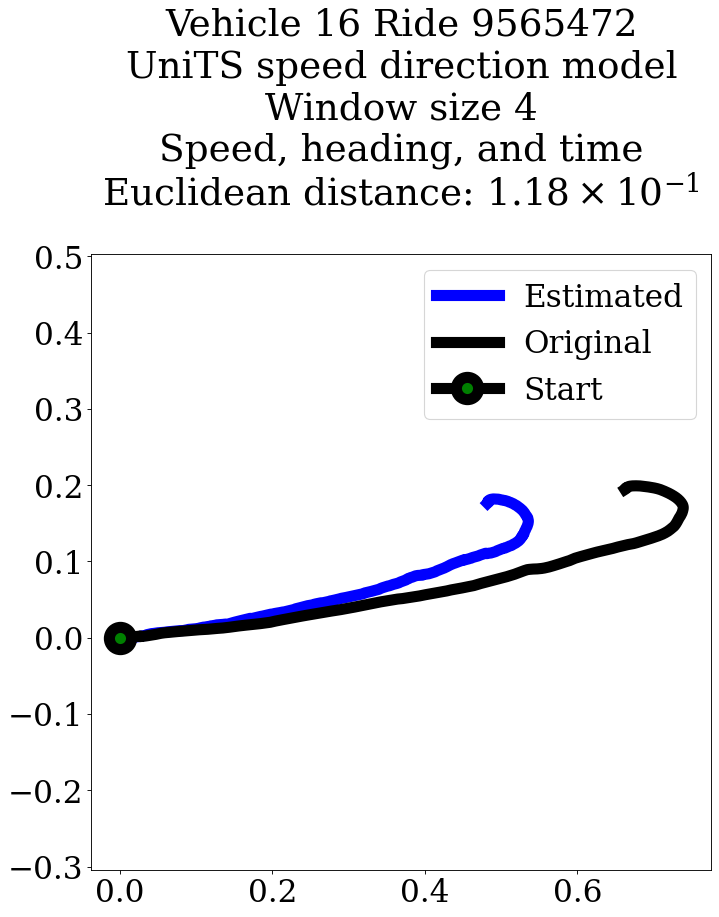 Vehicle 16 Ride 9565472
UniTS speed direction model
Window size 4
Speed, heading, and time
Euclidean distance: 1.18 × 10⁻¹
Estimated
Original
Start
0.5
0.4
0.3
0.2
0.1
0.0
−0.1
−0.2
−0.3
0.0 0.2 0.4 0.6